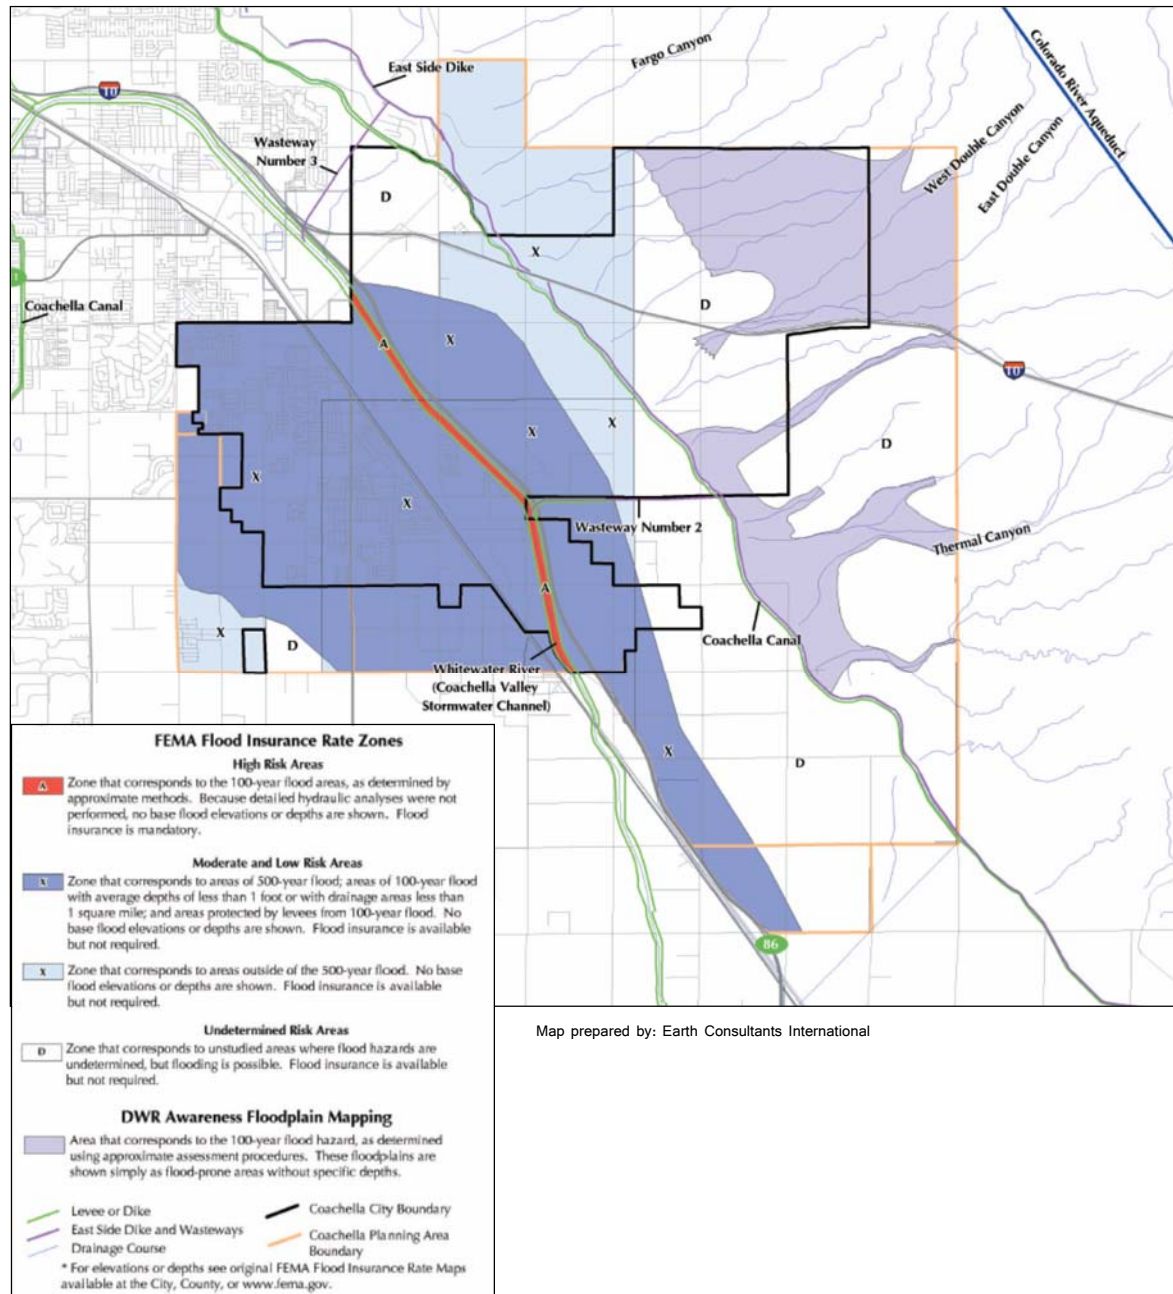 Fargo Canyon
Colorado River Aqueduct
East Side Dike
10
Wasteway
Number 3
West Double Canyon
East Double Canyon
D
X
1
Coachella Canal
D
X
A
10
X
X
D
X
X
Wasteway Number 2
Thermal Canyon
A
Coachella Canal
X
D
Whitewater River
(Coachella Valley
Stormwater Channel)
X
D
86
FEMA Flood Insurance Rate Zones
High Risk Areas
A Zone that corresponds to the 100-year flood areas, as determined by
approximate methods. Because detailed hydraulic analyses were not
performed, no base flood elevations or depths are shown. Flood
insurance is mandatory.
Moderate and Low Risk Areas
X Zone that corresponds to areas of 500-year flood; areas of 100-year flood
with average depths of less than 1 foot or with drainage areas less than
1 square mile; and areas protected by levees from 100-year flood. No
base flood elevations or depths are shown. Flood insurance is available
but not required.
X Zone that corresponds to areas outside of the 500-year flood. No base
flood elevations or depths are shown. Flood insurance is available
but not required.
Undetermined Risk Areas
D Zone that corresponds to unstudied areas where flood hazards are
undetermined, but flooding is possible. Flood insurance is available
but not required.
DWR Awareness Floodplain Mapping
Area that corresponds to the 100-year flood hazard, as determined
using approximate assessment procedures. These floodplains are
shown simply as flood-prone areas without specific depths.
Levee or Dike
East Side Dike and Wasteways
Drainage Course
Coachella City Boundary
Coachella Planning Area
Boundary
* For elevations or depths see original FEMA Flood Insurance Rate Maps
available at the City, County, or www.fema.gov.
Map prepared by: Earth Consultants International